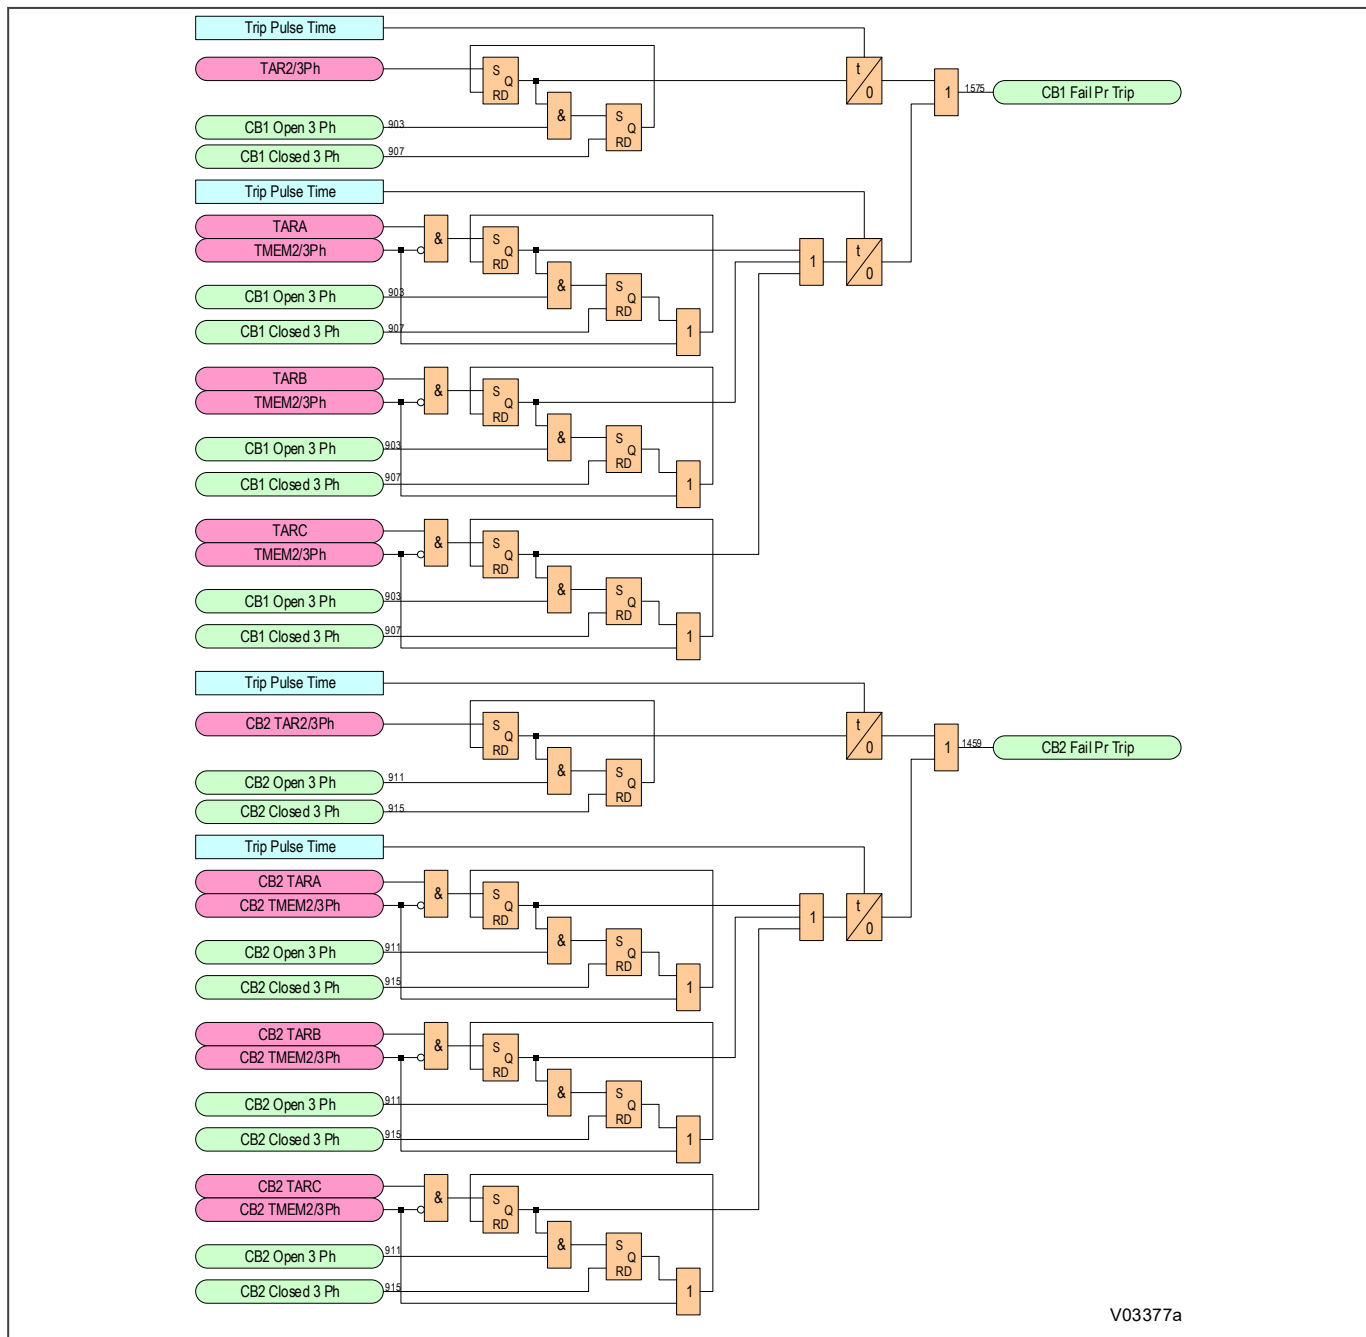 Trip Pulse Time
t
TAR2/3Ph
S
Q
RD
0
1
1575
CB1 Fail Pr Trip
&
S
Q
RD
CB1 Open 3 Ph
903
CB1 Closed 3 Ph
907
Trip Pulse Time
TARA
&
S
Q
RD
1
t
0
TMEM2/3Ph
&
S
Q
RD
CB1 Open 3 Ph
903
CB1 Closed 3 Ph
907
1
TARB
&
S
Q
RD
TMEM2/3Ph
&
S
Q
RD
CB1 Open 3 Ph
903
CB1 Closed 3 Ph
907
1
TARC
&
S
Q
RD
TMEM2/3Ph
&
S
Q
RD
CB1 Open 3 Ph
903
CB1 Closed 3 Ph
907
1
Trip Pulse Time
t
CB2 TAR2/3Ph
S
Q
RD
0
1
1459
CB2 Fail Pr Trip
&
S
Q
RD
CB2 Open 3 Ph
911
CB2 Closed 3 Ph
915
Trip Pulse Time
CB2 TARA
&
S
Q
RD
1
t
0
CB2 TMEM2/3Ph
&
S
Q
RD
CB2 Open 3 Ph
911
CB2 Closed 3 Ph
915
1
CB2 TARB
&
S
Q
RD
CB2 TMEM2/3Ph
&
S
Q
RD
CB2 Open 3 Ph
911
CB2 Closed 3 Ph
915
1
CB2 TARC
&
S
Q
RD
CB2 TMEM2/3Ph
&
S
Q
RD
CB2 Open 3 Ph
911
CB2 Closed 3 Ph
915
1
V03377a